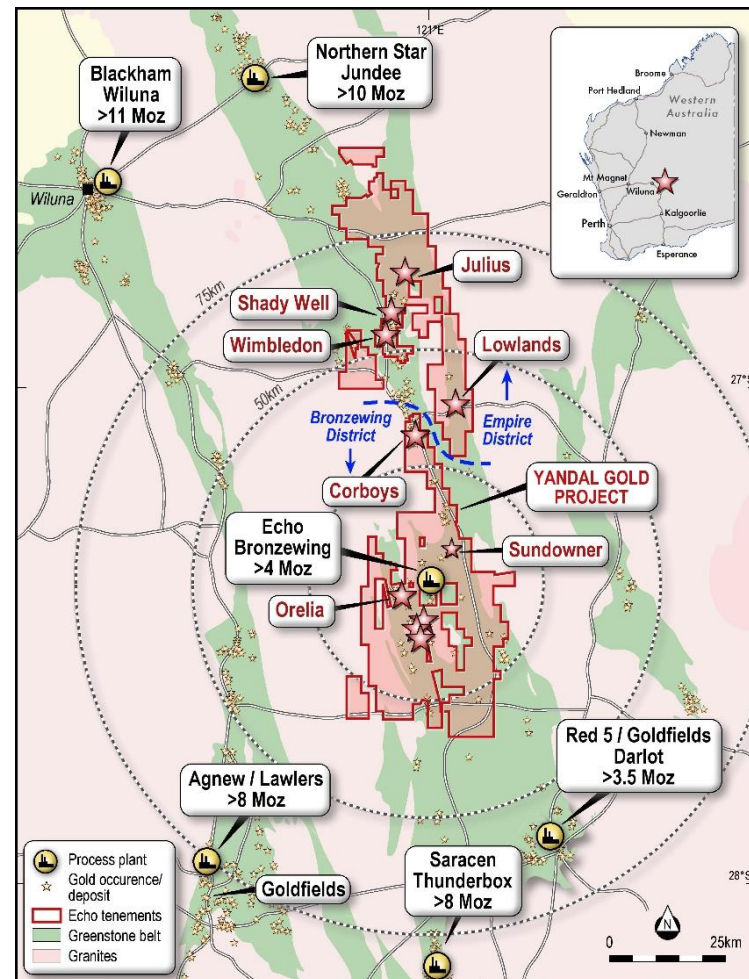 121°E
Northern Star
Jundee
>10 Moz
Blackham
Wiluna
>11 Moz
Wiluna
Broome
Port Hedland
Western
Australia
Newman
Mt Magnet
Wiluna
Geraldton
Kalgoorlie
Perth
Esperance
75km
Julius
Shady Well
Wimbledon
Lowlands
27°S
50km
Bronzewing
District
Empire
District
Corboys
YANDAL GOLD
PROJECT
Echo
Bronzewing
>4 Moz
Sundowner
Orelia
Red 5 / Goldfields
Darlot
>3.5 Moz
Agnew / Lawlers
>8 Moz
Saracen
Thunderbox
>8 Moz
28°S
Process plant
Gold occurence/
deposit
Echo tenements
Greenstone belt
Granites
Goldfields
N
0 25km